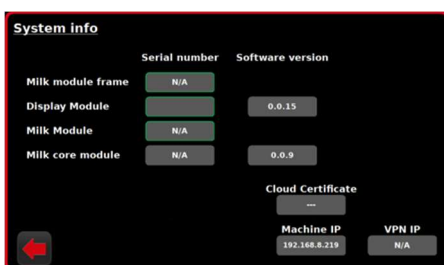 System info
Serial number Software version
Milk module frame N/A
Display Module 0.0.15
Milk Module N/A
Milk core module N/A 0.0.9
Cloud Certificate
---
Machine IP VPN IP
192.168.8.219 N/A